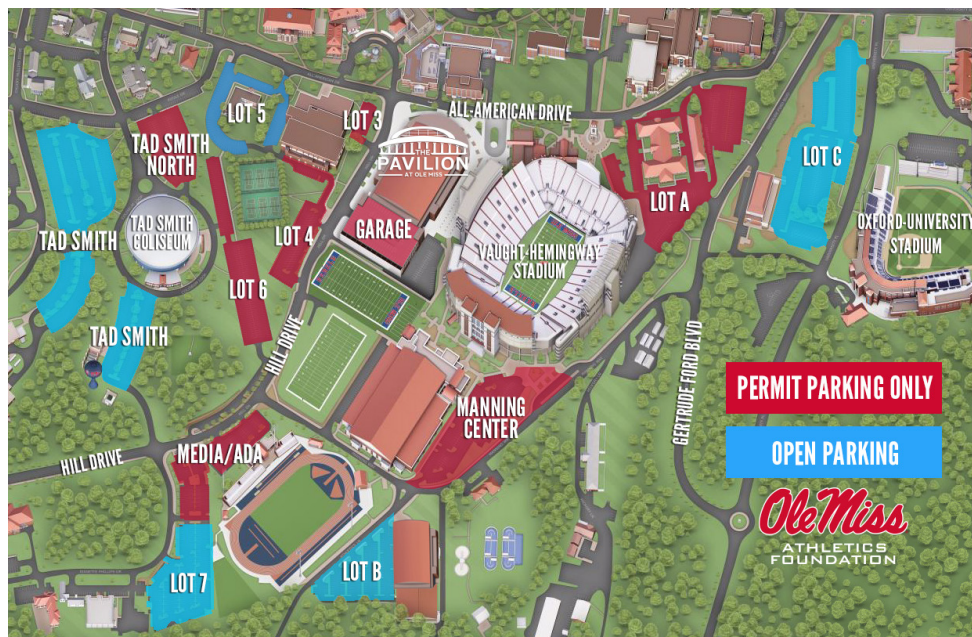 ALL-AMERICAN DRIVE
LOT 5
LOT 3
TAD SMITH
NORTH
THE
PAVILION
AT OLE MISS
LOT C
LOT A
TAD SMITH
TAD SMITH
COLISEUM
LOT 4
GARAGE
VAUGHT-HEMINGWAY
STADIUM
OXFORD-UNIVERSITY
STADIUM
LOT 6
TAD SMITH
HILL DRIVE
GERTRUDE FORD BLVD
PERMIT PARKING ONLY
MANNING
CENTER
OPEN PARKING
HILL DRIVE
MEDIA/ADA
Ole Miss
ATHLETICS
FOUNDATION
LOT 7
LOT B